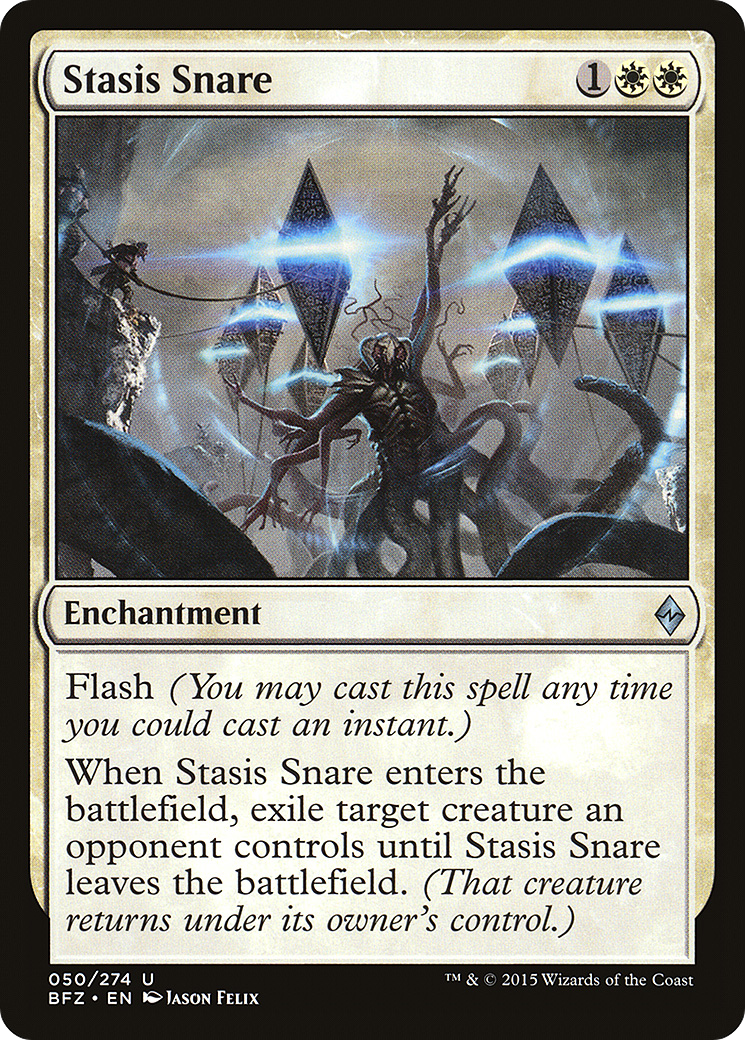 Stasis Snare 1
Enchantment
Flash (You may cast this spell any time
you could cast an instant.)
When Stasis Snare enters the
battlefield, exile target creature an
opponent controls until Stasis Snare
leaves the battlefield. (That creature
returns under its owner's control.)
050/274 U
BFZ • EN Jason Felix
™ & © 2015 Wizards of the Coast